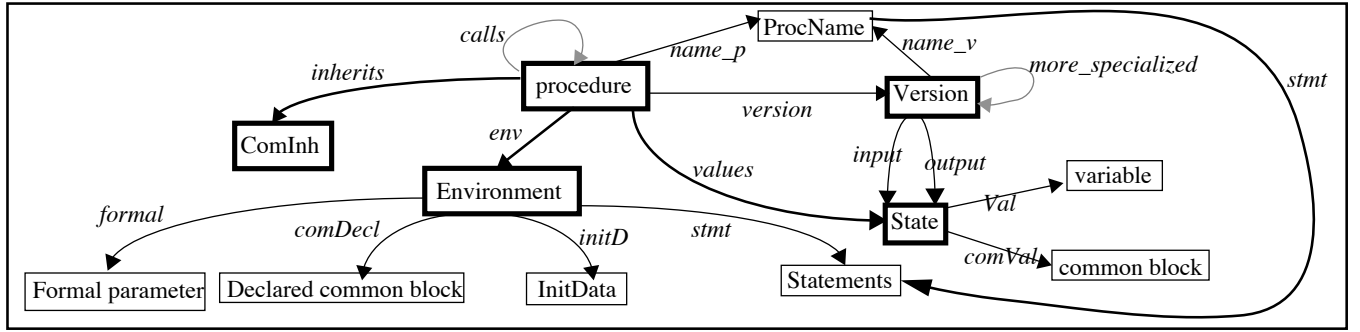 calls
ProcName
name_p
name_v
inherits
procedure
Version
more_specialized
stmt
version
ComInh
env
values
input
output
variable
Environment
Val
formal
comDecl
initD
stmt
State
comVal
common block
Formal parameter
Declared common block
InitData
Statements